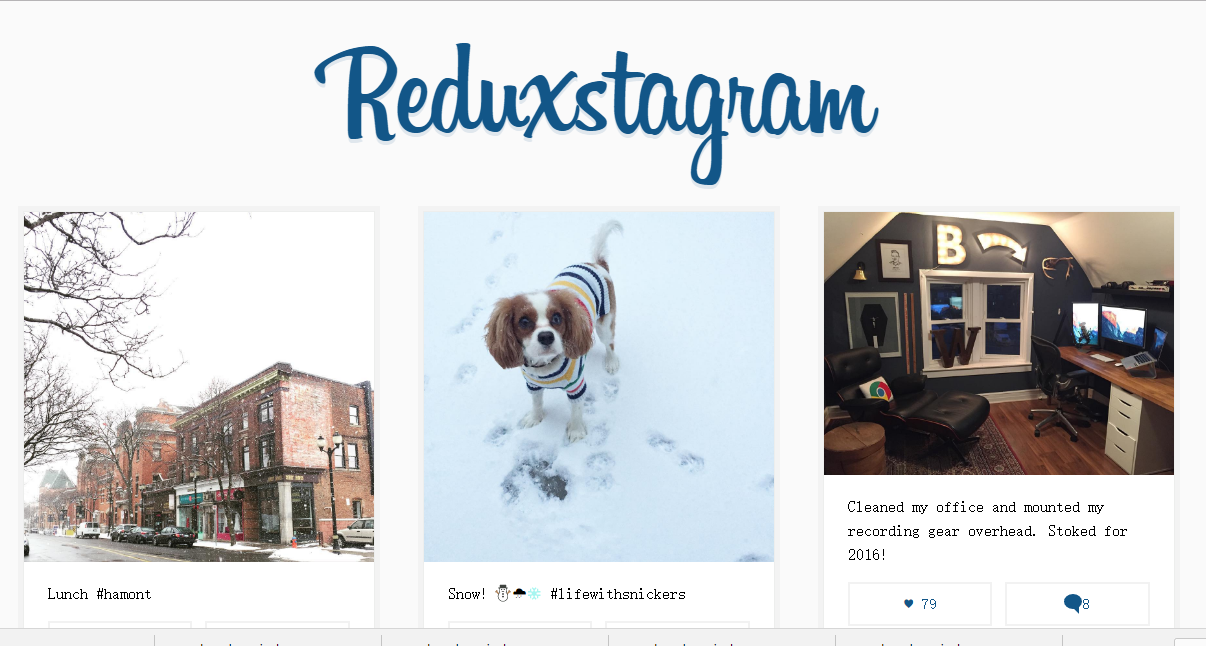 Reduxstagram
B
W
Lunch #hamont
Snow! ☃🌨❄ #lifewithsnickers
Cleaned my office and mounted my
recording gear overhead. Stoked for
2016!
79
8